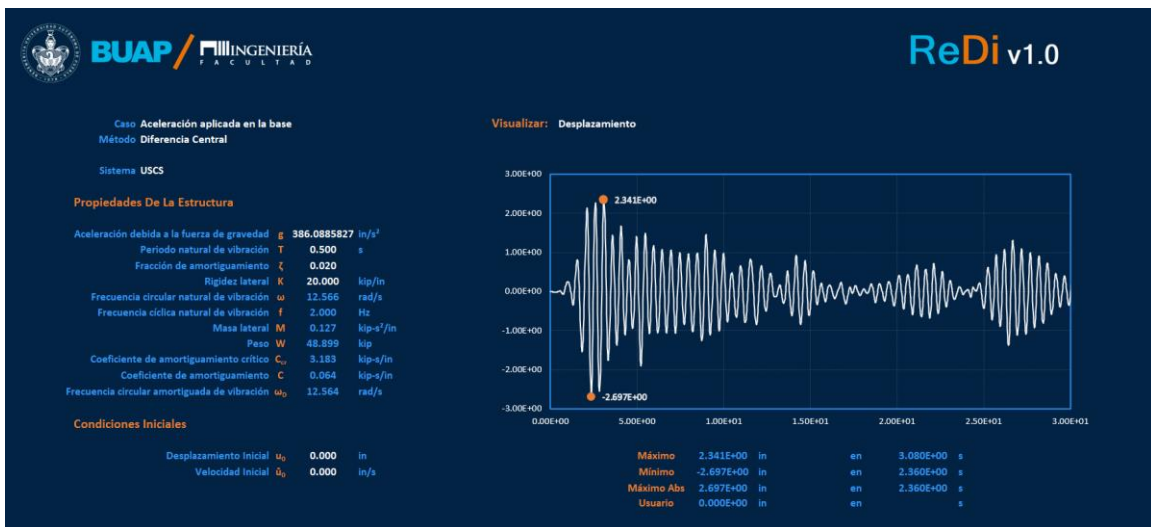 BUAP / INGENIERÍA
FACULTAD
ReDi v1.0
Caso Aceleración aplicada en la base
Método Diferencia Central
Sistema USCS
Propiedades De La Estructura
Aceleración debida a la fuerza de gravedad g 386.0885827 in/s²
Periodo natural de vibración T 0.500 s
Fracción de amortiguamiento ζ 0.020
Rigidez lateral K 20.000 kip/in
Frecuencia circular natural de vibración ω 12.566 rad/s
Frecuencia cíclica natural de vibración f 2.000 Hz
Masa lateral M 0.127 kip-s²/in
Peso W 48.899 kip
Coeficiente de amortiguamiento crítico Ccr 3.183 kip-s/in
Coeficiente de amortiguamiento C 0.064 kip-s/in
Frecuencia circular amortiguada de vibración ωD 12.564 rad/s
Condiciones Iniciales
Desplazamiento Inicial u₀ 0.000 in
Velocidad Inicial u̇₀ 0.000 in/s
Visualizar: Desplazamiento
3.00E+00
2.00E+00
1.00E+00
0.00E+00
-1.00E+00
-2.00E+00
-3.00E+00
2.341E+00
-2.697E+00
0.00E+00 5.00E+00 1.00E+01 1.50E+01 2.00E+01 2.50E+01 3.00E+01
Máximo 2.341E+00 in en 3.080E+00 s
Mínimo -2.697E+00 in en 2.360E+00 s
Máximo Abs 2.697E+00 in en 2.360E+00 s
Usuario 0.000E+00 in en s